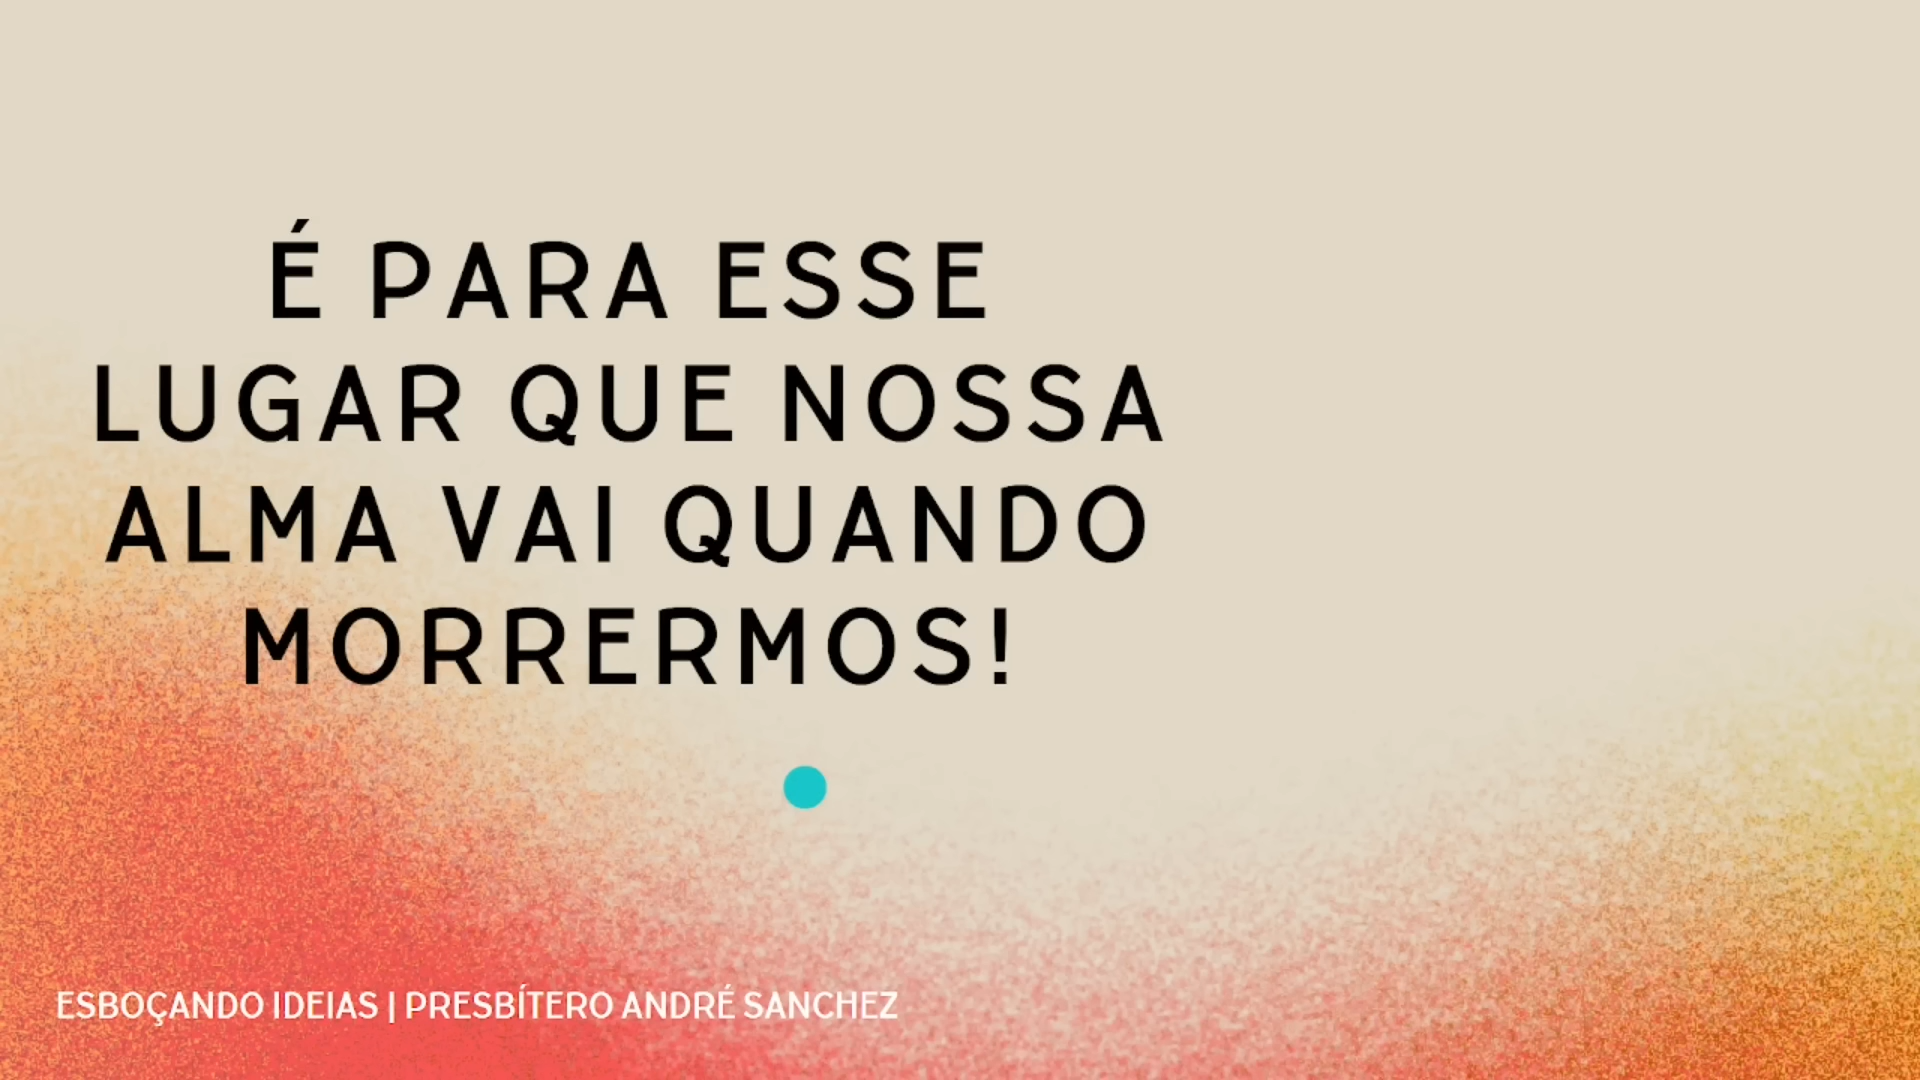 É PARA ESSE
LUGAR QUE NOSSA
ALMA VAI QUANDO
MORRERMOS!
ESBOÇANDO IDEIAS | PRESBÍTERO ANDRÉ SANCHEZ